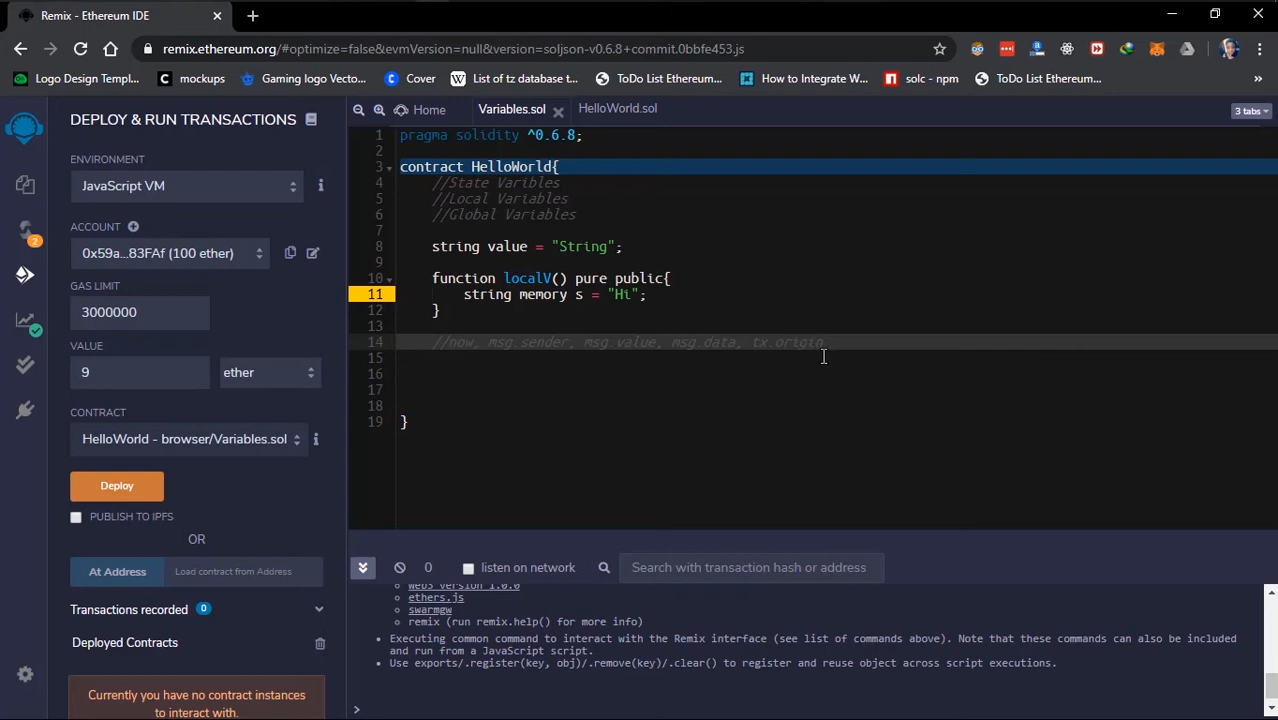 Remix - Ethereum IDE
remix.ethereum.org/#optimize=false&evmVersion=null&version=soljson-v0.6.8+commit.0bbfe453.js
Logo Design Templ...
mockups
Gaming logo Vecto...
Cover
List of tz database t...
ToDo List Ethereum...
How to Integrate W...
solc - npm
ToDo List Ethereum...
DEPLOY & RUN TRANSACTIONS
ENVIRONMENT
JavaScript VM
ACCOUNT
0x59a...83FAf (100 ether)
GAS LIMIT
3000000
VALUE
9
ether
CONTRACT
HelloWorld - browser/Variables.sol
Deploy
PUBLISH TO IPFS
OR
At Address
Load contract from Address
Transactions recorded
0
Deployed Contracts
Currently you have no contract instances
to interact with.
2
Home
Variables.sol
HelloWorld.sol
3 tabs
1 pragma solidity ^0.6.8;
2
3 contract HelloWorld{
4 //State Varibles
5 //Local Variables
6 //Global Variables
7
8 string value = "String";
9
10 function localV() pure public{
11 string memory s = "Hi";
12 }
13
14 //now, msg.sender, msg.value, msg.data, tx.origin
15
16
17
18
19 }
0
listen on network
Search with transaction hash or address
web3 version 1.0.0
ethers.js
swarmgw
remix (run remix.help() for more info)
Executing common command to interact with the Remix interface (see list of commands above). Note that these commands can also be included
and run from a JavaScript script.
Use exports/.register(key, obj)/.remove(key)/.clear() to register and reuse object across script executions.
>